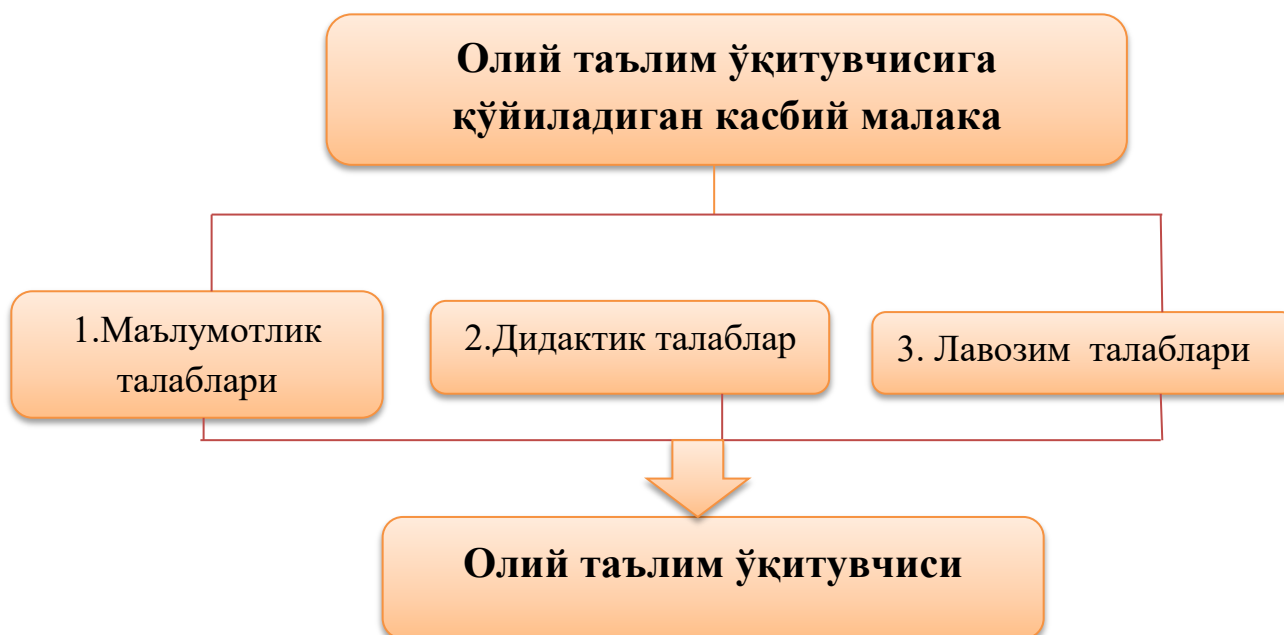 Олий таълим ўқитувчисига
қўйиладиган касбий малака
1.Маълумотлик
талаблари
2.Дидактик талаблар
3. Лавозим талаблари
Олий таълим ўқитувчиси